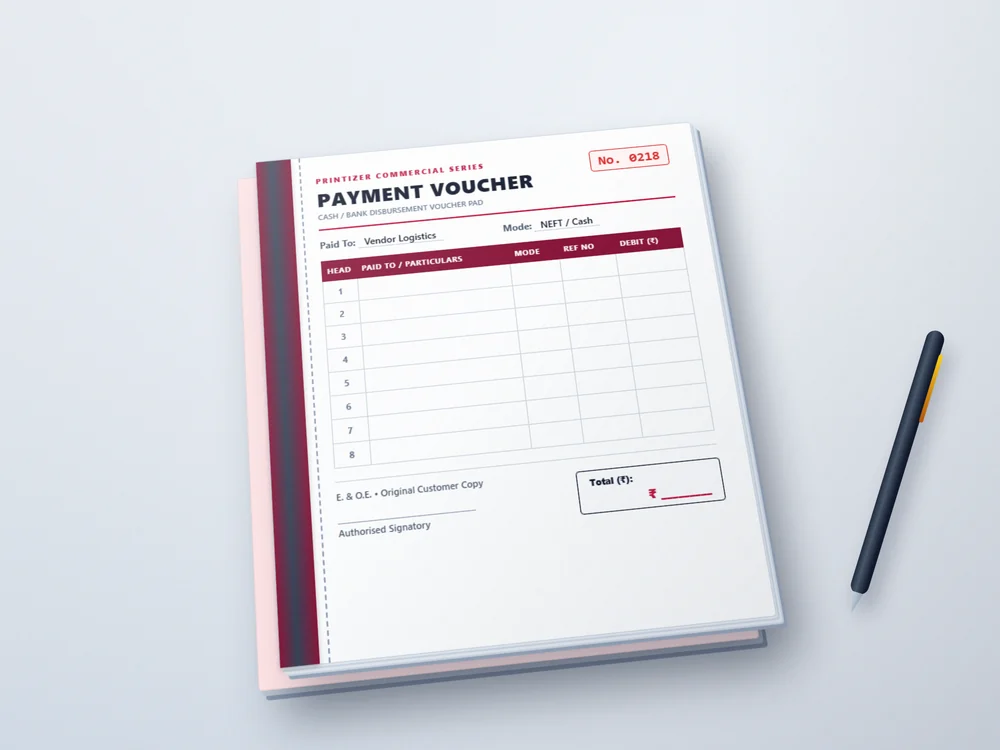 PRINTIZER COMMERCIAL SERIES
No. 0218
PAYMENT VOUCHER
CASH / BANK DISBURSEMENT VOUCHER PAD
Paid To: Vendor Logistics Mode: NEFT / Cash
HEAD PAID TO / PARTICULARS MODE REF NO DEBIT (₹)
1
2
3
4
5
6
7
8
E. & O.E. • Original Customer Copy
Total (₹):
₹ ________
Authorised Signatory